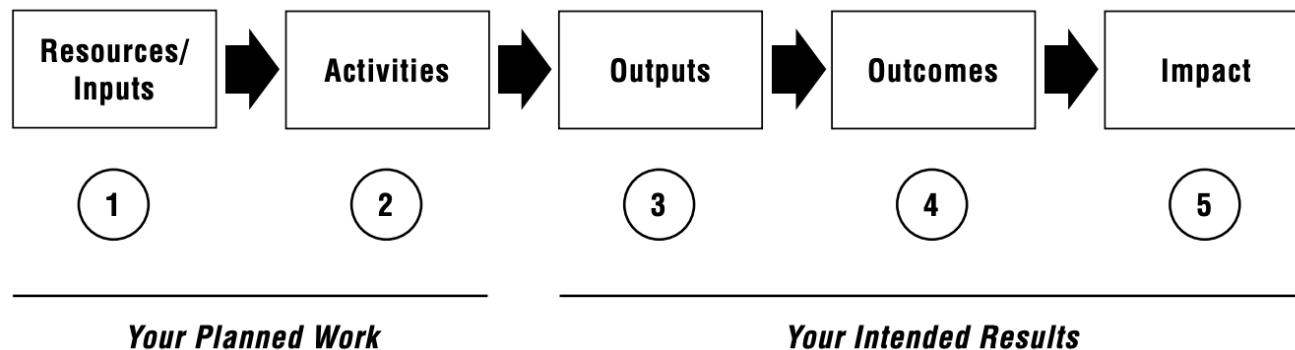 Resources/
Inputs
Activities
Outputs
Outcomes
Impact
1
2
3
4
5
Your Planned Work
Your Intended Results